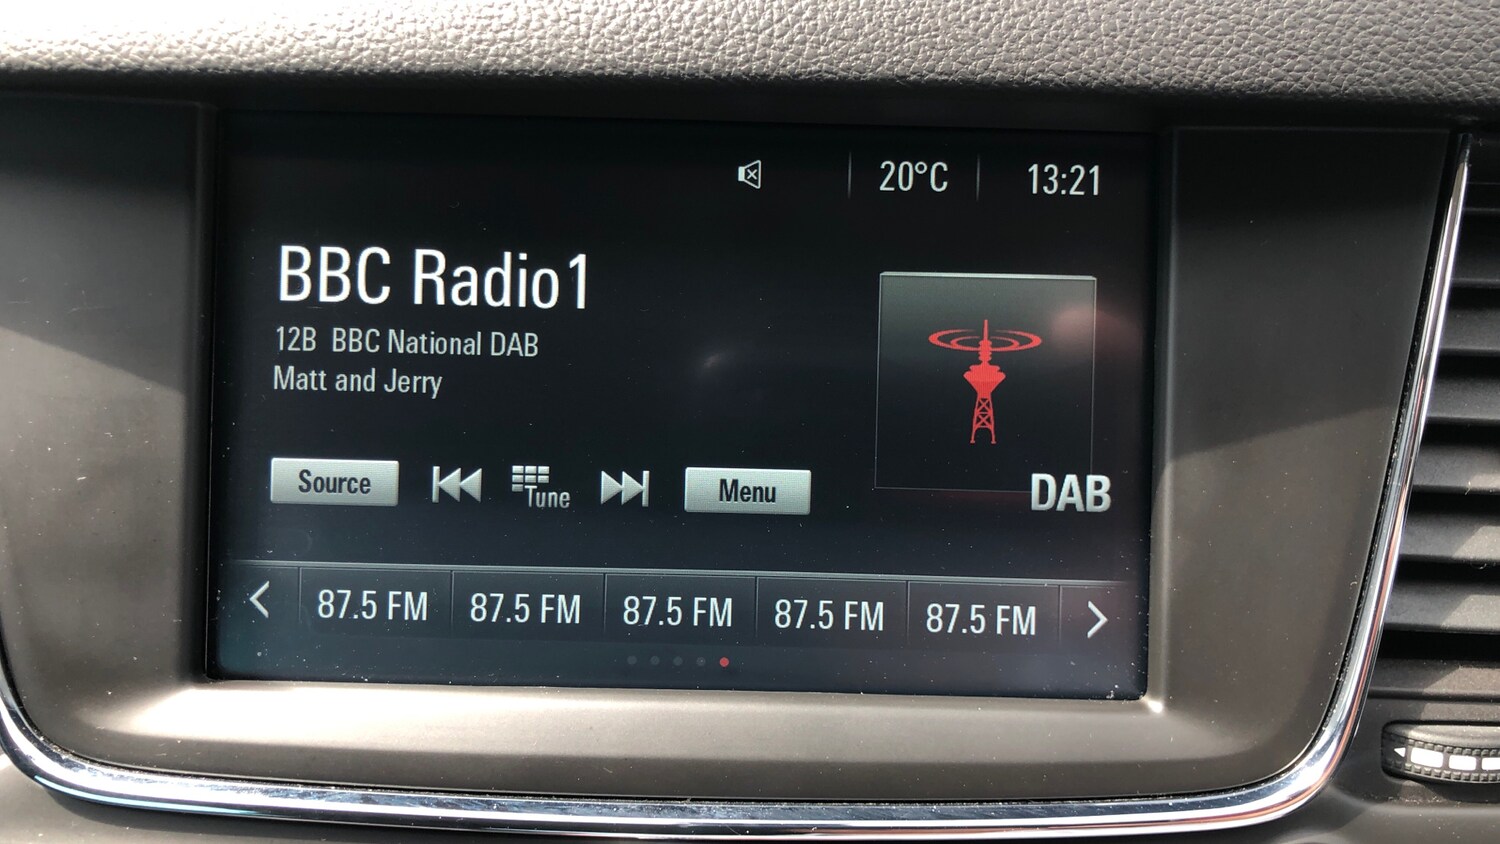 20°C 13:21
BBC Radio1
12B BBC National DAB
Matt and Jerry
Source Tune Menu
DAB
87.5 FM 87.5 FM 87.5 FM 87.5 FM 87.5 FM